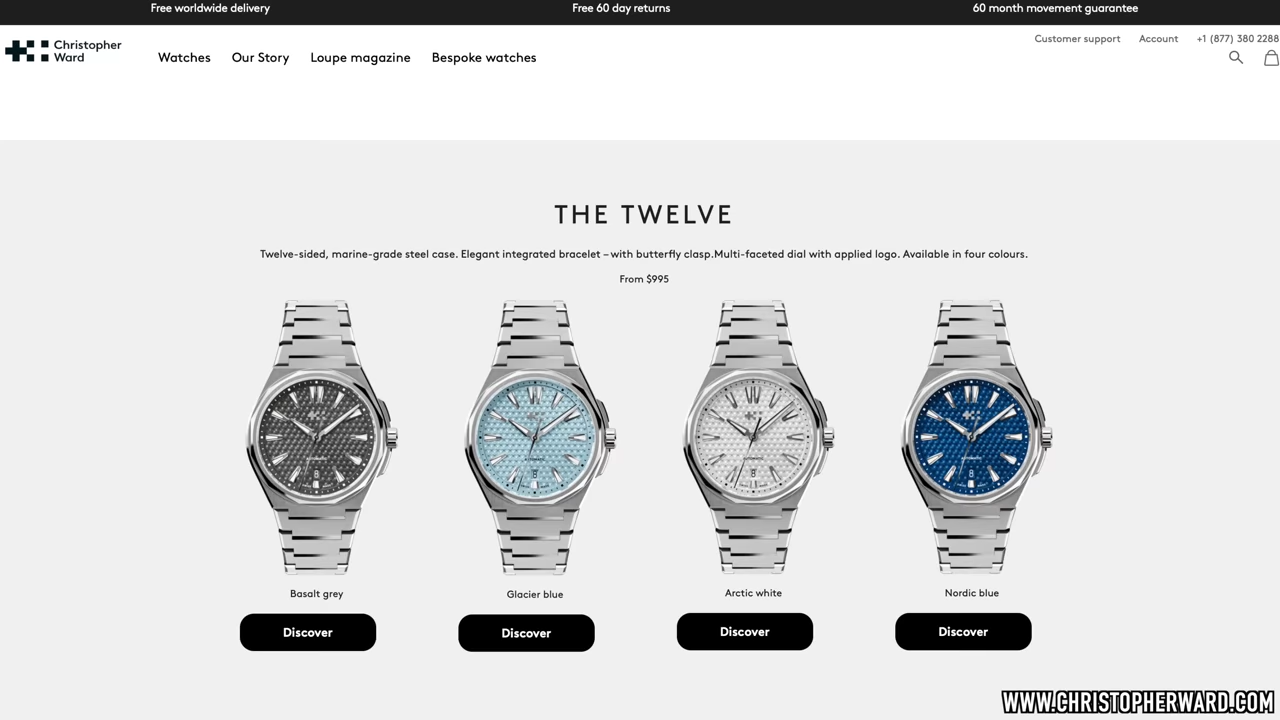 Free worldwide delivery
Free 60 day returns
60 month movement guarantee
Customer support
Account
+1 (877) 380 2288
Christopher
Ward
Watches
Our Story
Loupe magazine
Bespoke watches
THE TWELVE
Twelve-sided, marine-grade steel case. Elegant integrated bracelet – with butterfly clasp.Multi-faceted dial with applied logo. Available in four colours.
From $995
Basalt grey
Glacier blue
Arctic white
Nordic blue
Discover
Discover
Discover
Discover
WWW.CHRISTOPHERWARD.COM